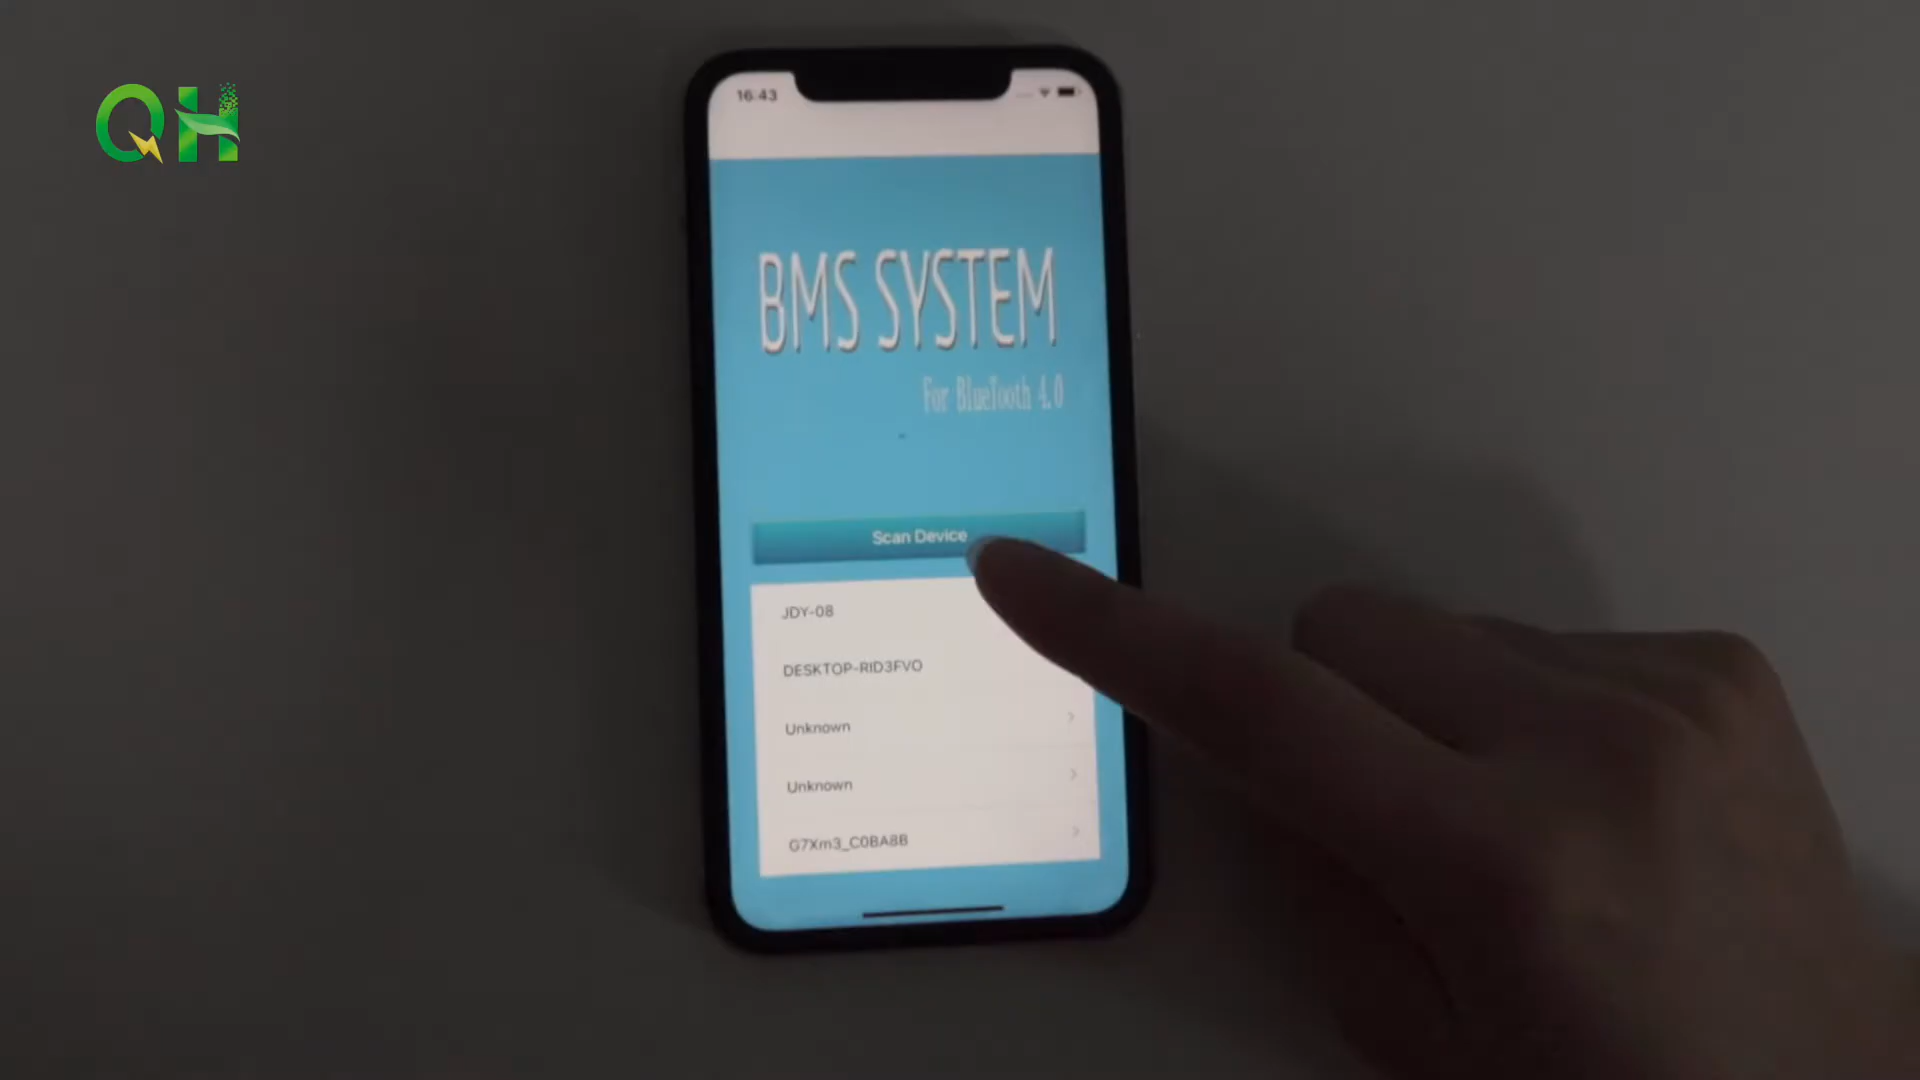 QH
16:43
BMS SYSTEM
For BlueTooth 4.0
Scan Device
JDY-08
DESKTOP-RID3FVO
Unknown
Unknown
G7Xm3_C0BA8B